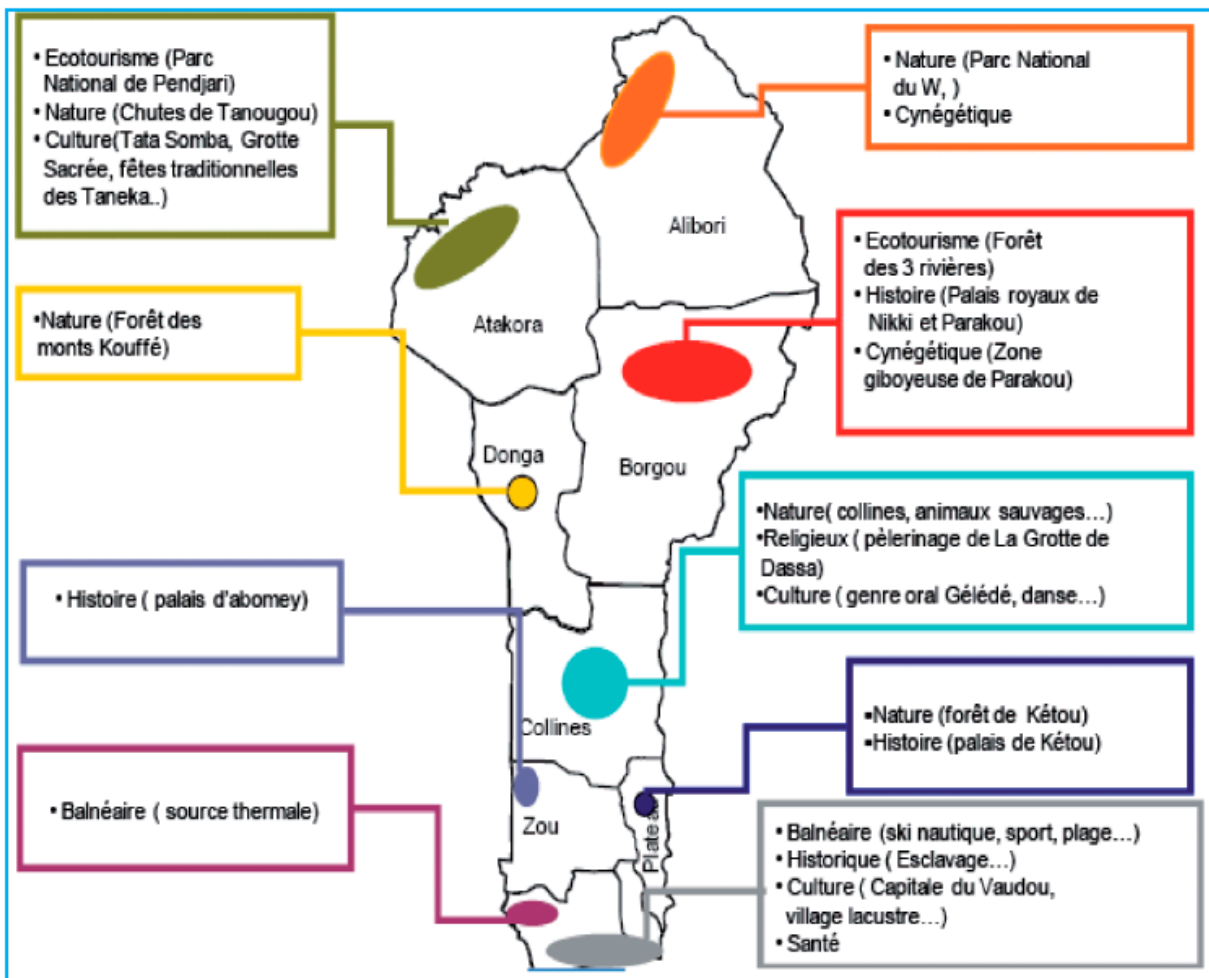 • Ecotourisme (Parc
National de Pendjari)
• Nature (Chutes de Tanougou)
• Culture(Tata Somba, Grotte
Sacrée, fêtes traditionnelles
des Taneka..)
• Nature (Parc National
du W, )
• Cynégétique
Alibori
• Ecotourisme (Forêt
des 3 rivières)
• Histoire (Palais royaux de
Nikki et Parakou)
• Cynégétique (Zone
giboyeuse de Parakou)
•Nature (Forêt des
monts Kouffé)
Atakora
Donga
Borgou
•Nature( collines, animaux sauvages…)
•Religieux ( pèlerinage de La Grotte de
Dassa)
•Culture ( genre oral Gélédé, danse…)
• Histoire ( palais d'abomey)
Collines
▪Nature (forêt de Kétou)
▪Histoire (palais de Kétou)
• Balnéaire ( source thermale)
Zou
Plateau
• Balnéaire (ski nautique, sport, plage…)
• Historique ( Esclavage…)
• Culture ( Capitale du Vaudou,
village lacustre…)
• Santé